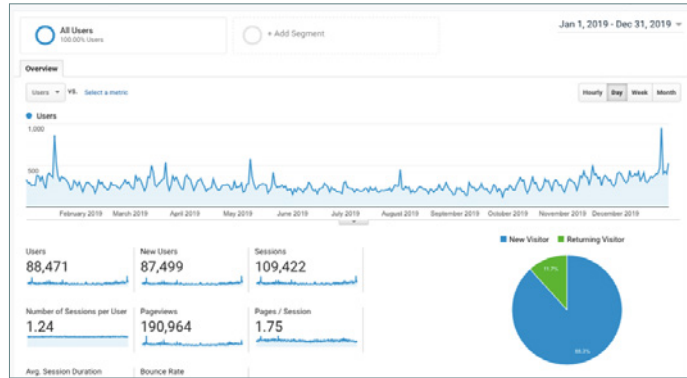 All Users
100.00% Users
+ Add Segment
Jan 1, 2019 - Dec 31, 2019
Overview
Users VS. Select a metric
Hourly Day Week Month
Users
1,000
500
February 2019 March 2019 April 2019 May 2019 June 2019 July 2019 August 2019 September 2019 October 2019 November 2019 December 2019
New Visitor Returning Visitor
Users New Users Sessions
88,471 87,499 109,422
11.7%
Number of Sessions per User Pageviews Pages / Session
1.24 190,964 1.75
88.3%
Avg. Session Duration Bounce Rate